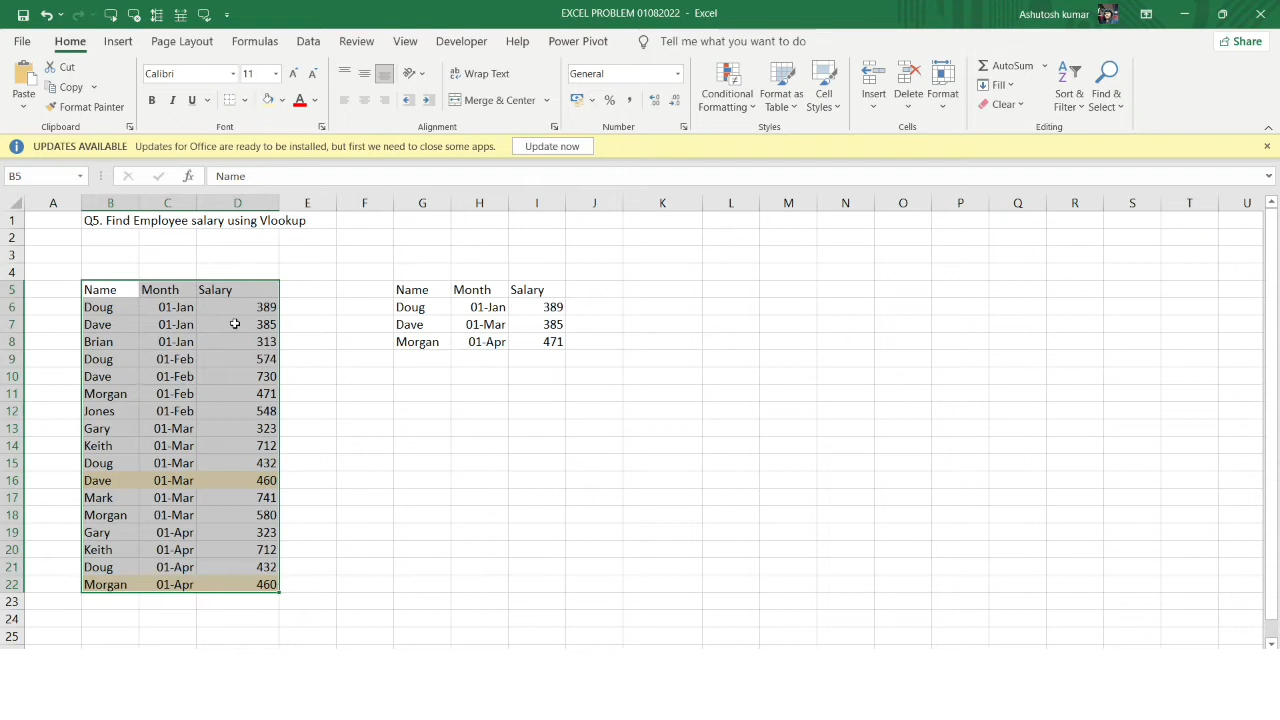 EXCEL PROBLEM 01082022 - Excel
Ashutosh kumar
File Home Insert Page Layout Formulas Data Review View Developer Help Power Pivot Tell me what you want to do Share
Paste
Cut
Copy
Format Painter
Clipboard
Calibri 11
B I U A
Font
Wrap Text
Merge & Center
Alignment
General
% ,
Number
Conditional Formatting
Format as Table
Cell Styles
Styles
Insert
Delete
Format
Cells
AutoSum
Fill
Clear
Sort & Filter
Find & Select
Editing
UPDATES AVAILABLE Updates for Office are ready to be installed, but first we need to close some apps. Update now
B5 fx Name
A B C D E F G H I J K L M N O P Q R S T U
1 Q5. Find Employee salary using Vlookup
2
3
4
5 Name Month Salary Name Month Salary
6 Doug 01-Jan 389 Doug 01-Jan 389
7 Dave 01-Jan 385 Dave 01-Mar 385
8 Brian 01-Jan 313 Morgan 01-Apr 471
9 Doug 01-Feb 574
10 Dave 01-Feb 730
11 Morgan 01-Feb 471
12 Jones 01-Feb 548
13 Gary 01-Mar 323
14 Keith 01-Mar 712
15 Doug 01-Mar 432
16 Dave 01-Mar 460
17 Mark 01-Mar 741
18 Morgan 01-Mar 580
19 Gary 01-Apr 323
20 Keith 01-Apr 712
21 Doug 01-Apr 432
22 Morgan 01-Apr 460
23
24
25